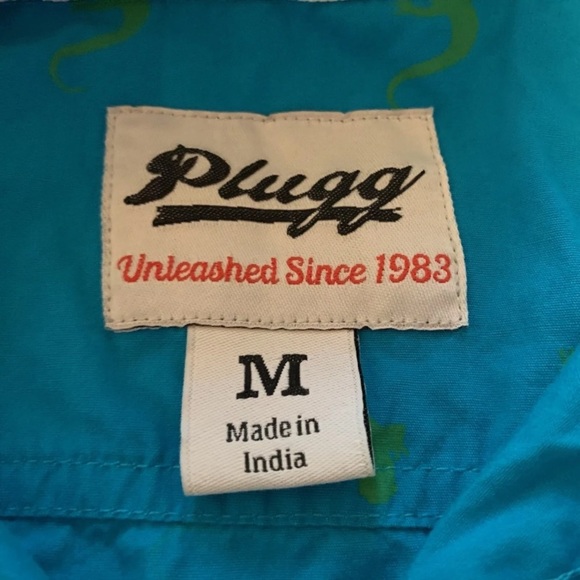 Plugg
Unleashed Since 1983
M
Made in
India